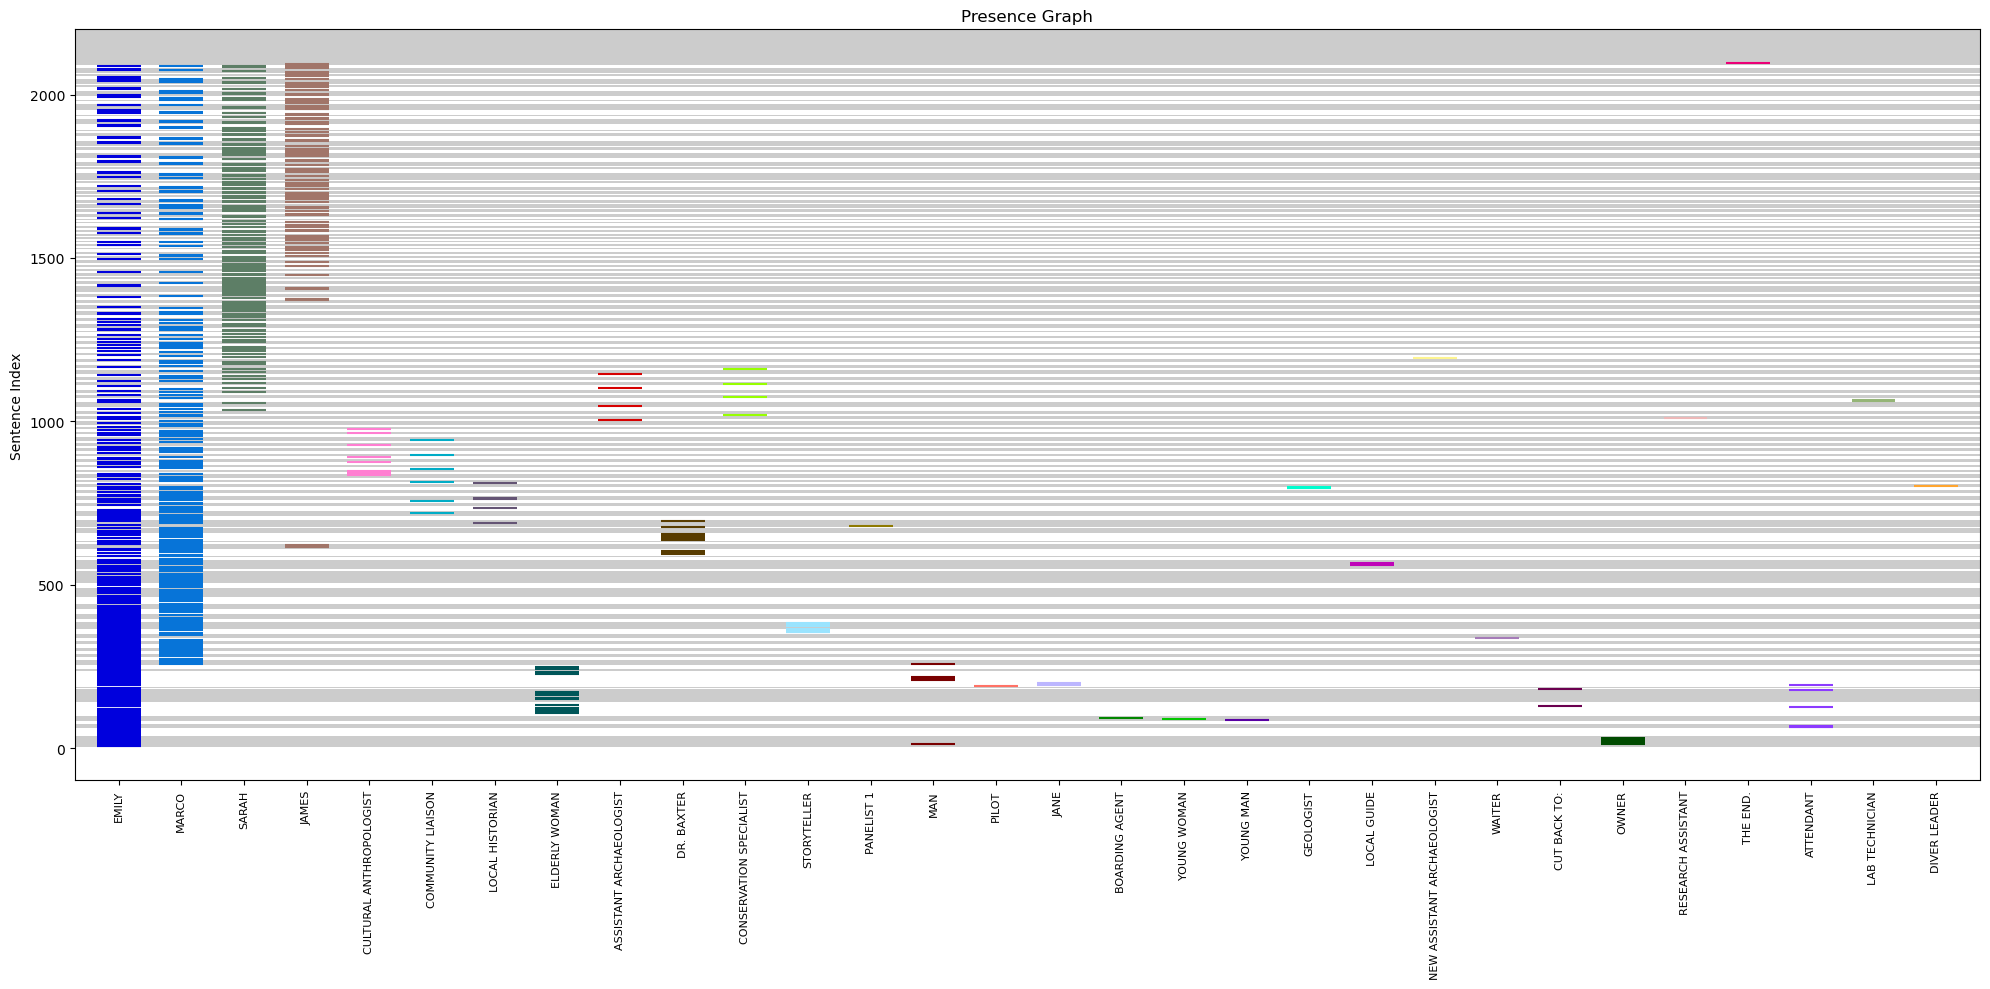 Presence Graph
Sentence Index
2000
1500
1000
500
0
EMILY
MARCO
SARAH
JAMES
CULTURAL ANTHROPOLOGIST
COMMUNITY LIAISON
LOCAL HISTORIAN
ELDERLY WOMAN
ASSISTANT ARCHAEOLOGIST
DR. BAXTER
CONSERVATION SPECIALIST
STORYTELLER
PANELIST 1
MAN
PILOT
JANE
BOARDING AGENT
YOUNG WOMAN
YOUNG MAN
GEOLOGIST
LOCAL GUIDE
NEW ASSISTANT ARCHAEOLOGIST
WAITER
CUT BACK TO:
OWNER
RESEARCH ASSISTANT
THE END.
ATTENDANT
LAB TECHNICIAN
DIVER LEADER